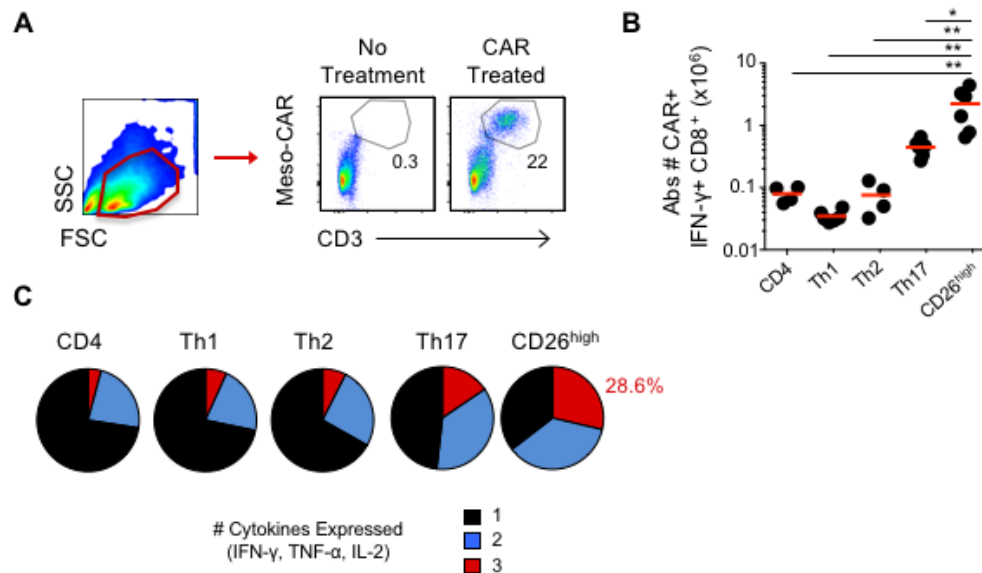 A
No
Treatment
CAR
Treated
SSC
FSC
Meso-CAR
0.3
22
CD3
B
*
**
**
**
Abs # CAR+
IFN-γ+ CD8⁺ (x10⁶)
10
1
0.1
0.01
CD4
Th1
Th2
Th17
CD26ʰⁱᵍʰ
C
CD4
Th1
Th2
Th17
CD26ʰⁱᵍʰ
28.6%
# Cytokines Expressed
(IFN-γ, TNF-α, IL-2)
1
2
3